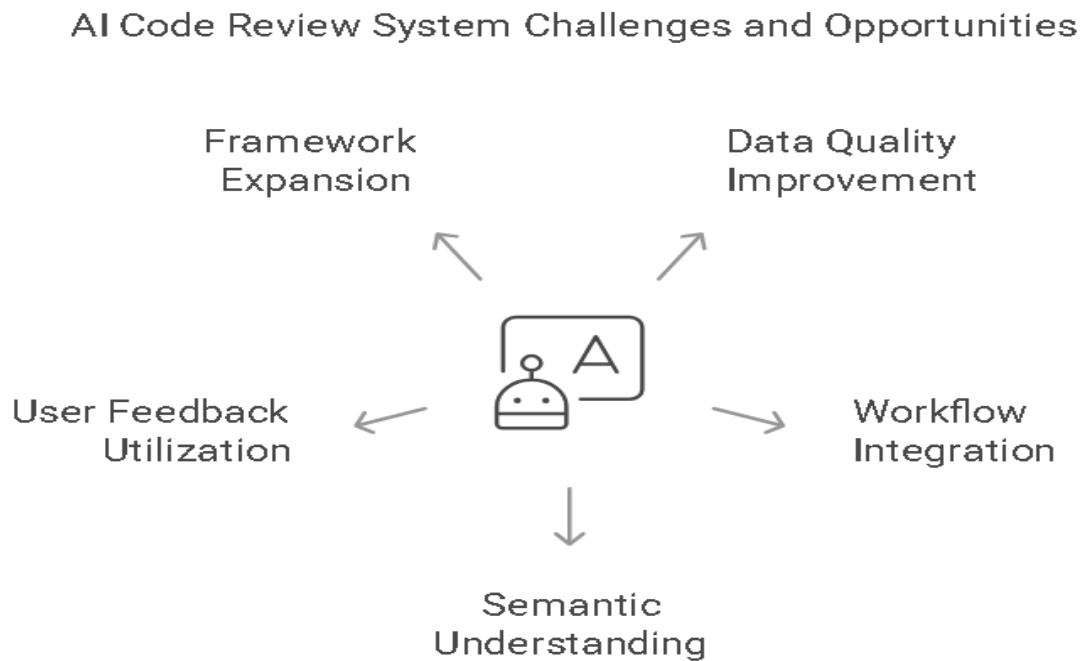 AI Code Review System Challenges and Opportunities
Framework
Expansion
Data Quality
Improvement
A
User Feedback
Utilization
Workflow
Integration
Semantic
Understanding